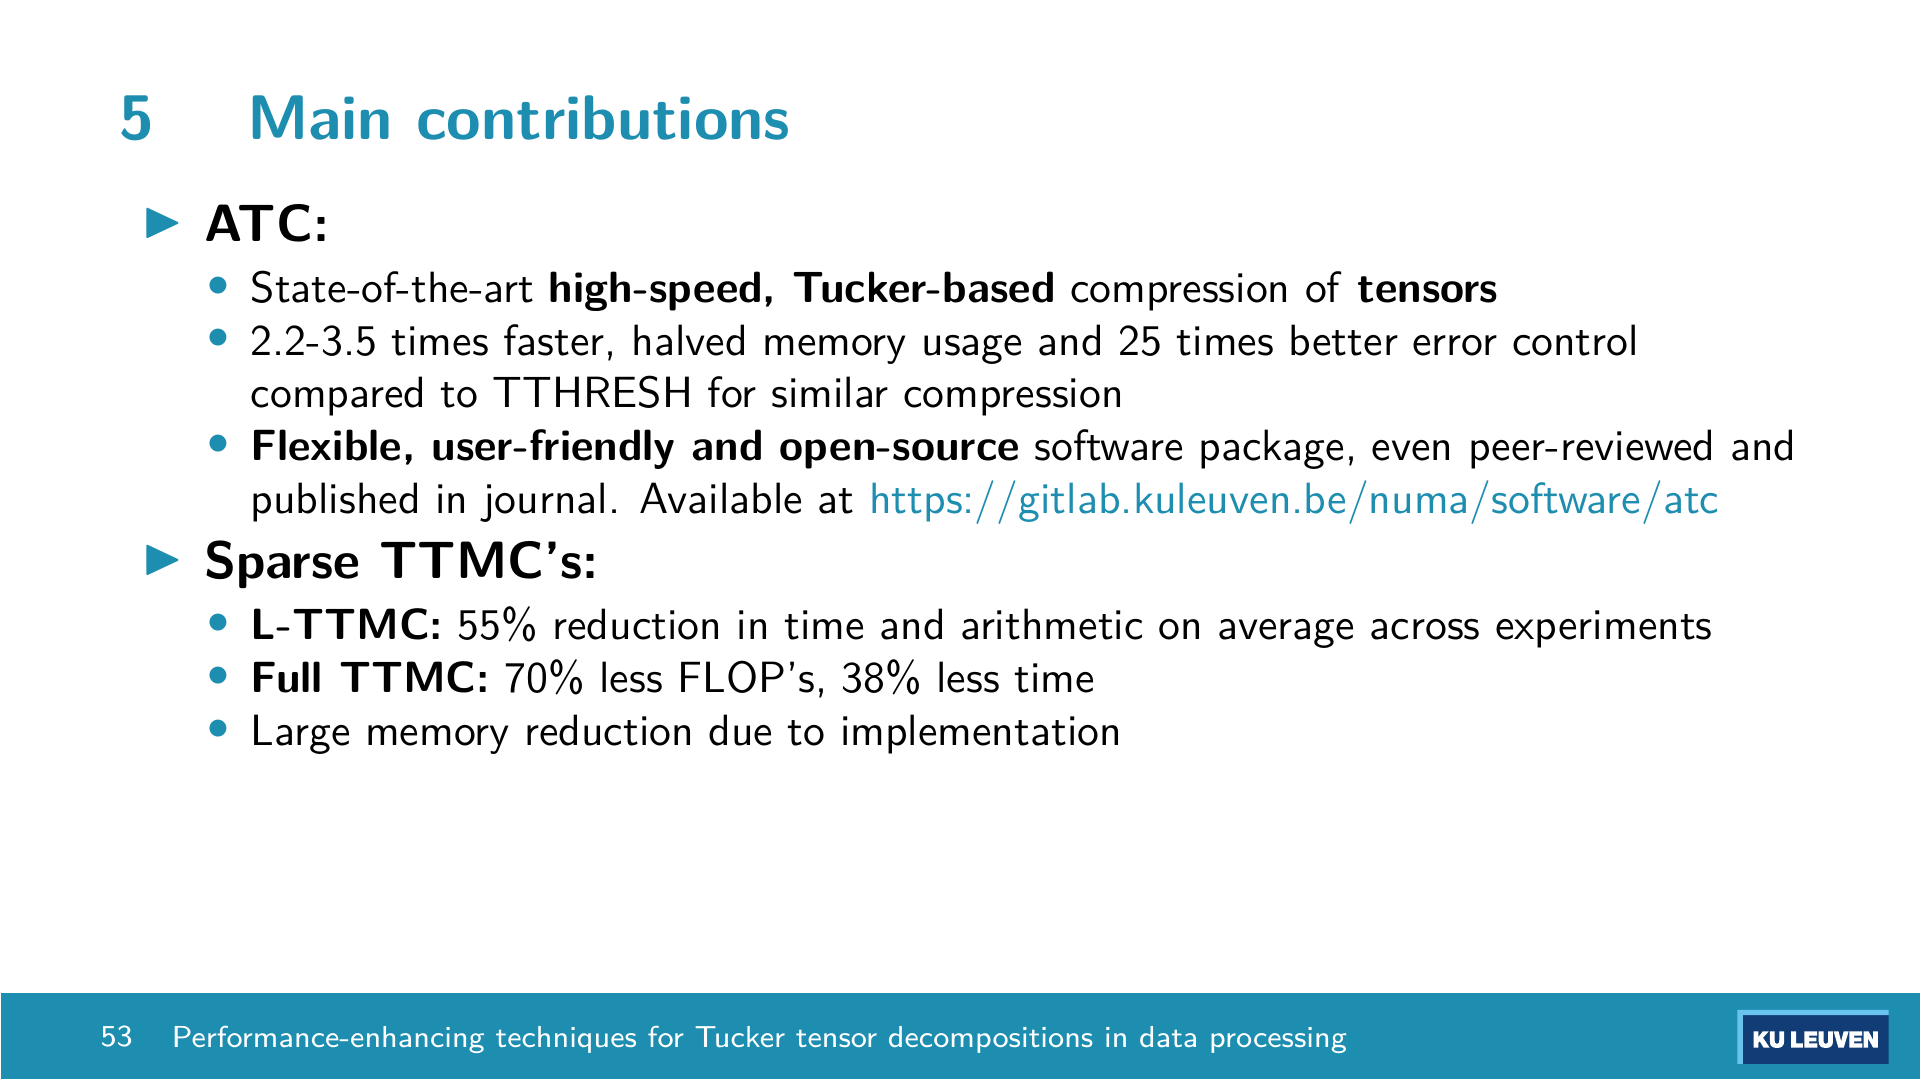 5 Main contributions
ATC:
State-of-the-art high-speed, Tucker-based compression of tensors
2.2-3.5 times faster, halved memory usage and 25 times better error control
compared to TTHRESH for similar compression
Flexible, user-friendly and open-source software package, even peer-reviewed and
published in journal. Available at https://gitlab.kuleuven.be/numa/software/atc
Sparse TTMC's:
L-TTMC: 55% reduction in time and arithmetic on average across experiments
Full TTMC: 70% less FLOP's, 38% less time
Large memory reduction due to implementation
53 Performance-enhancing techniques for Tucker tensor decompositions in data processing
KU LEUVEN